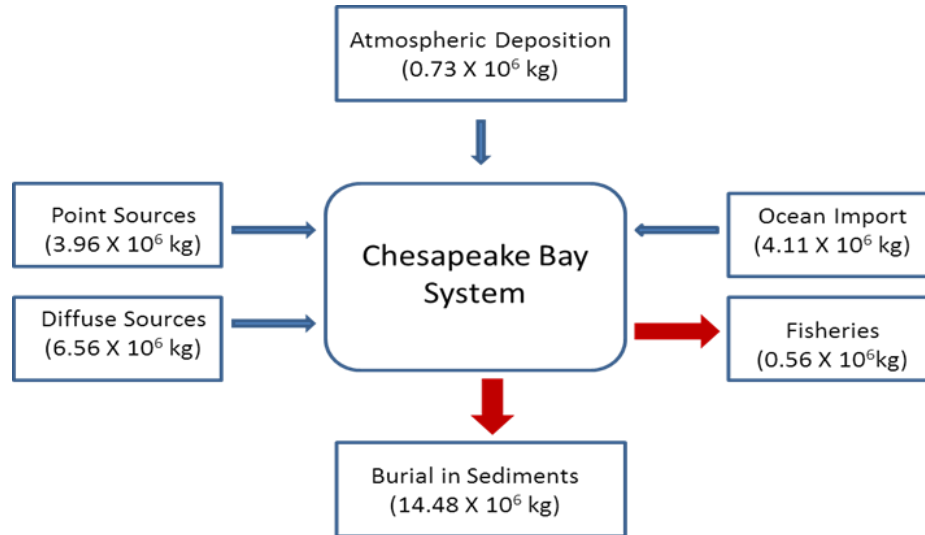 Atmospheric Deposition
(0.73 X 10⁶ kg)
Point Sources
(3.96 X 10⁶ kg)
Diffuse Sources
(6.56 X 10⁶ kg)
Chesapeake Bay
System
Ocean Import
(4.11 X 10⁶ kg)
Fisheries
(0.56 X 10⁶kg)
Burial in Sediments
(14.48 X 10⁶ kg)